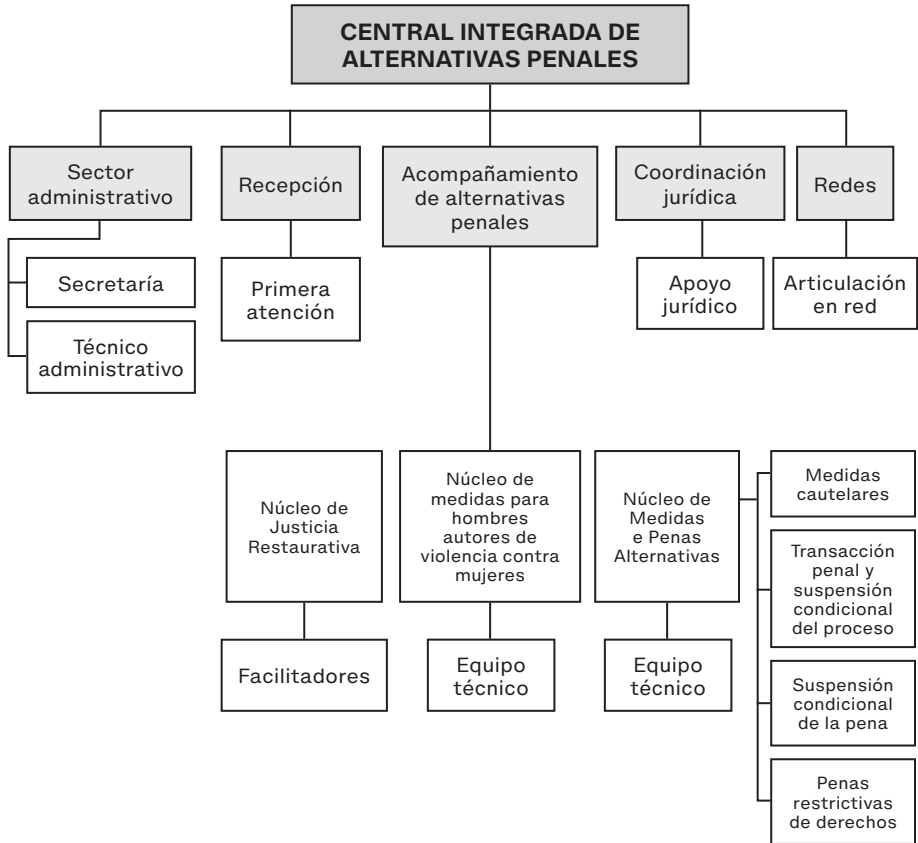 CENTRAL INTEGRADA DE
ALTERNATIVAS PENALES
Sector
administrativo
Recepción
Acompañamiento
de alternativas
penales
Coordinación
jurídica
Redes
Secretaría
Técnico
administrativo
Primera
atención
Apoyo
jurídico
Articulación
en red
Núcleo de
Justicia
Restaurativa
Núcleo de
medidas para
hombres
autores de
violencia contra
mujeres
Núcleo de
Medidas
e Penas
Alternativas
Medidas
cautelares
Transacción
penal y
suspensión
condicional
del proceso
Suspensión
condicional
de la pena
Penas
restrictivas
de derechos
Facilitadores
Equipo
técnico
Equipo
técnico